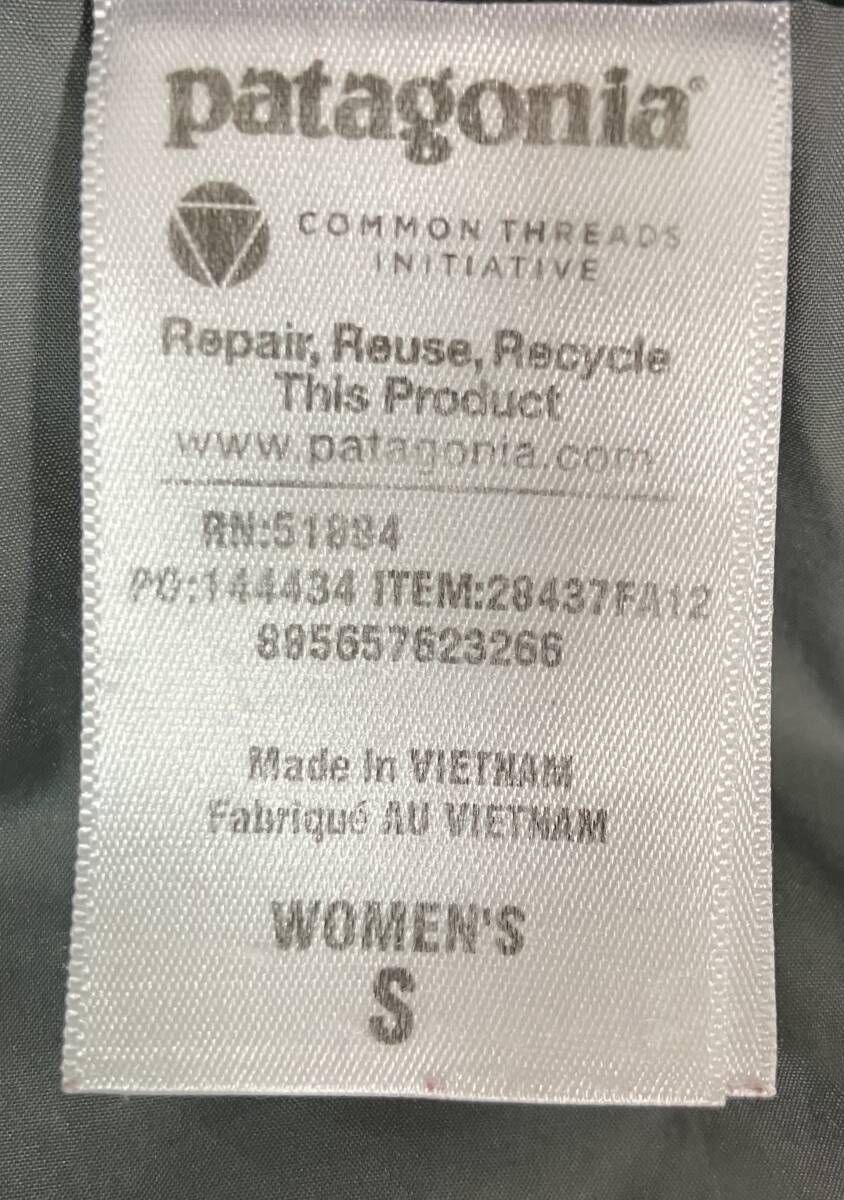 patagonia®
COMMON THREADS
INITIATIVE
Repair, Reuse, Recycle
This Product
www.patagonia.com
RN:51884
PO:144434 ITEM:28437FA12
885657623266
Made In VIETNAM
Fabriqué AU VIETNAM
WOMEN'S
S